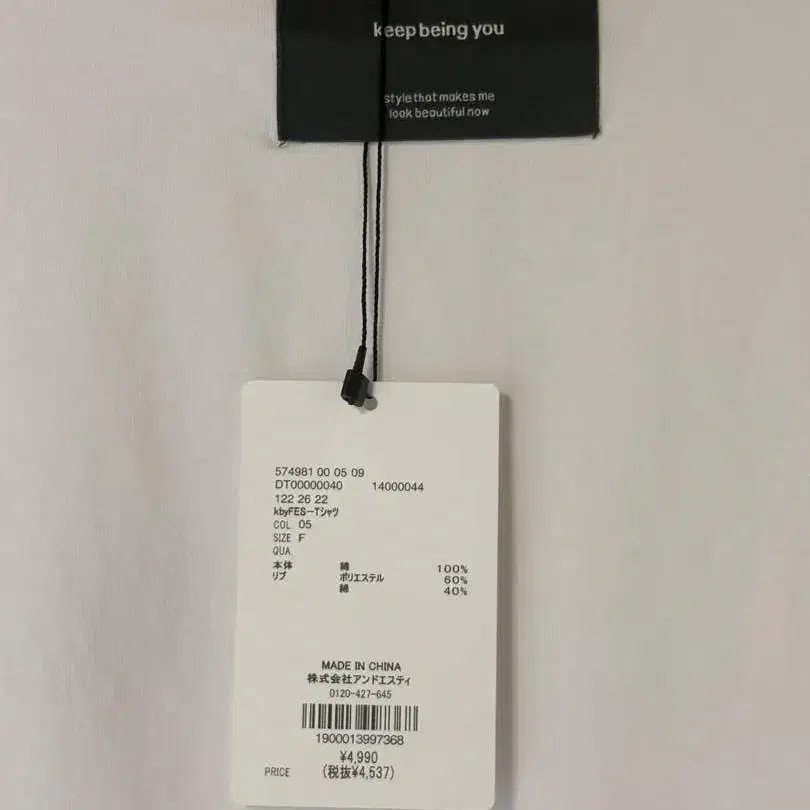 keep being you
style that makes me
look beautiful now
574981 00 05 09
DT00000040 14000044
122 26 22
kbyFES-Tシャツ
COL. 05
SIZE F
QUA.
本体 綿 100%
リブ ポリエステル 60%
綿 40%
MADE IN CHINA
株式会社アンドエスティ
0120-427-645
1900013997368
¥4,990
PRICE (税抜¥4,537)